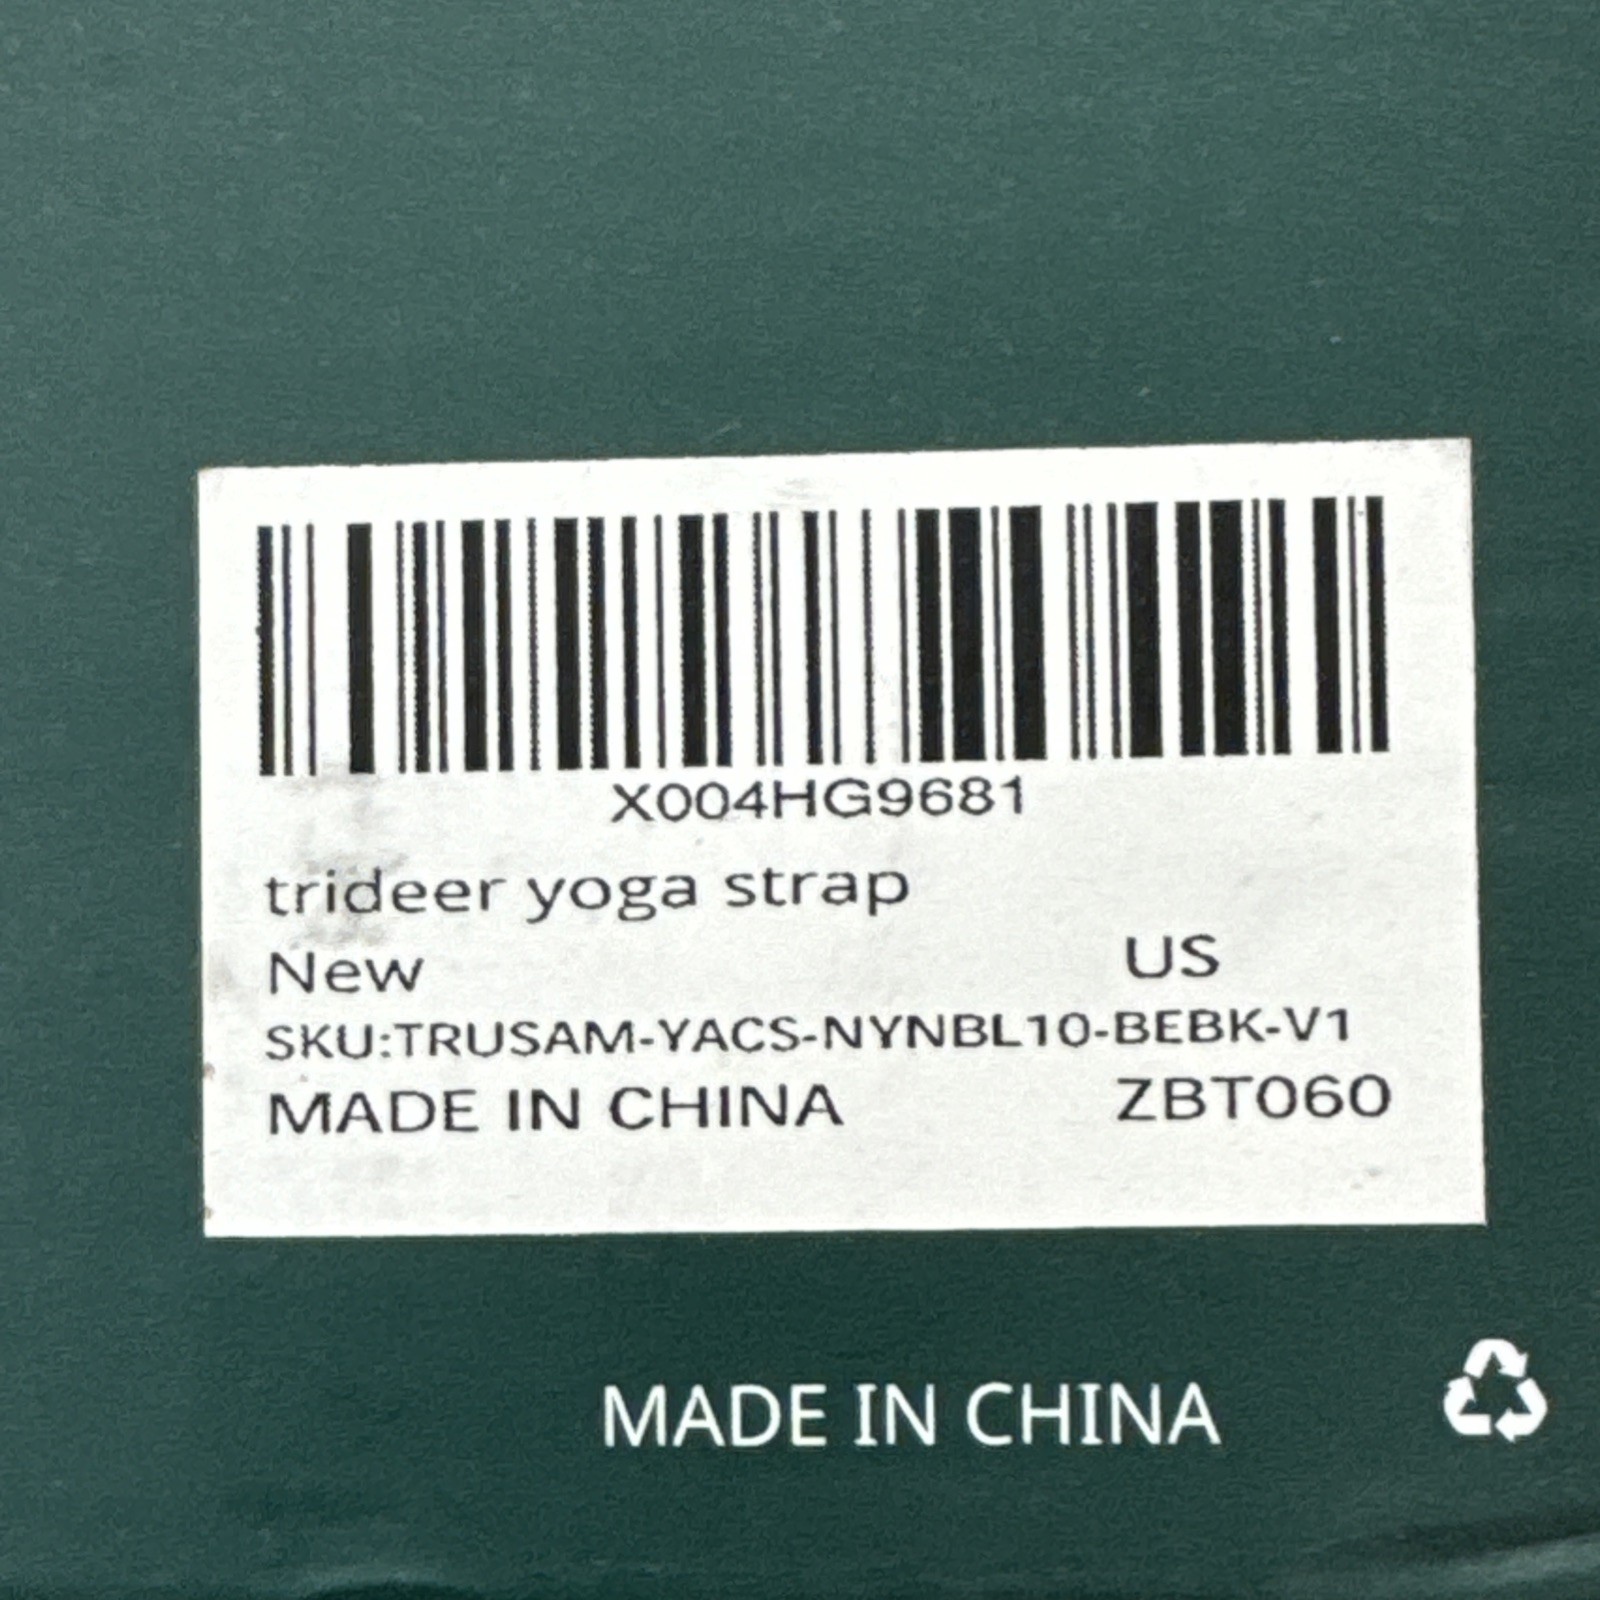 X004HG9681
trideer yoga strap
New US
SKU:TRUSAM-YACS-NYNBL10-BEBK-V1
MADE IN CHINA ZBT060
MADE IN CHINA